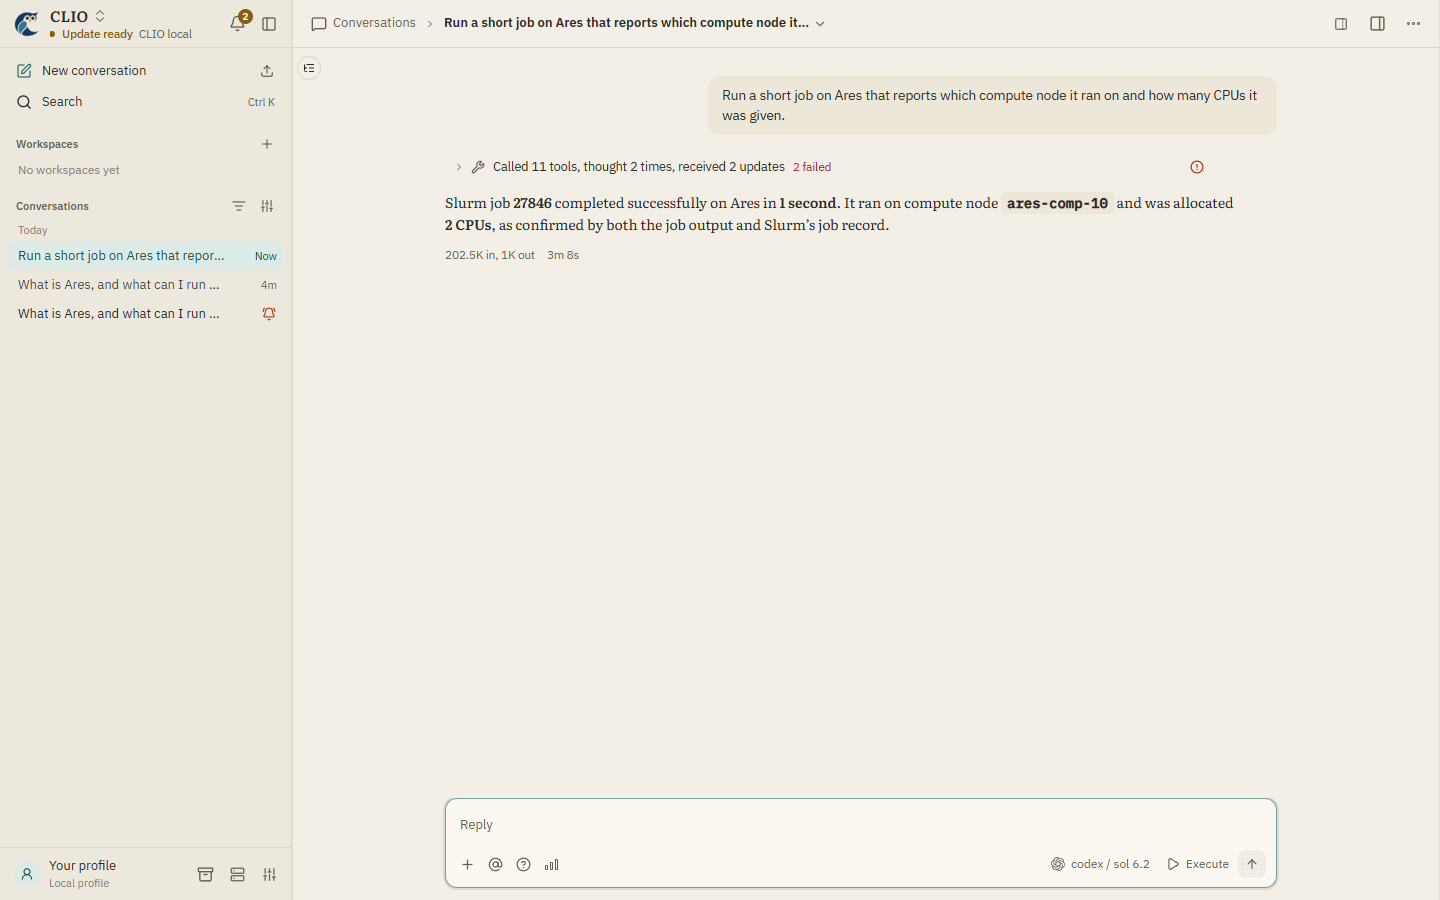 CLIO
2
Update ready CLIO local
New conversation
Search Ctrl K
Workspaces
No workspaces yet
Conversations
Today
Run a short job on Ares that repor... Now
What is Ares, and what can I run ... 4m
What is Ares, and what can I run ...
Your profile
Local profile
Conversations
Run a short job on Ares that reports which compute node it...
Run a short job on Ares that reports which compute node it ran on and how many CPUs it
was given.
Called 11 tools, thought 2 times, received 2 updates 2 failed
Slurm job 27846 completed successfully on Ares in 1 second. It ran on compute node ares-comp-10 and was allocated
2 CPUs, as confirmed by both the job output and Slurm’s job record.
202.5K in, 1K out 3m 8s
Reply
codex / sol 6.2 Execute